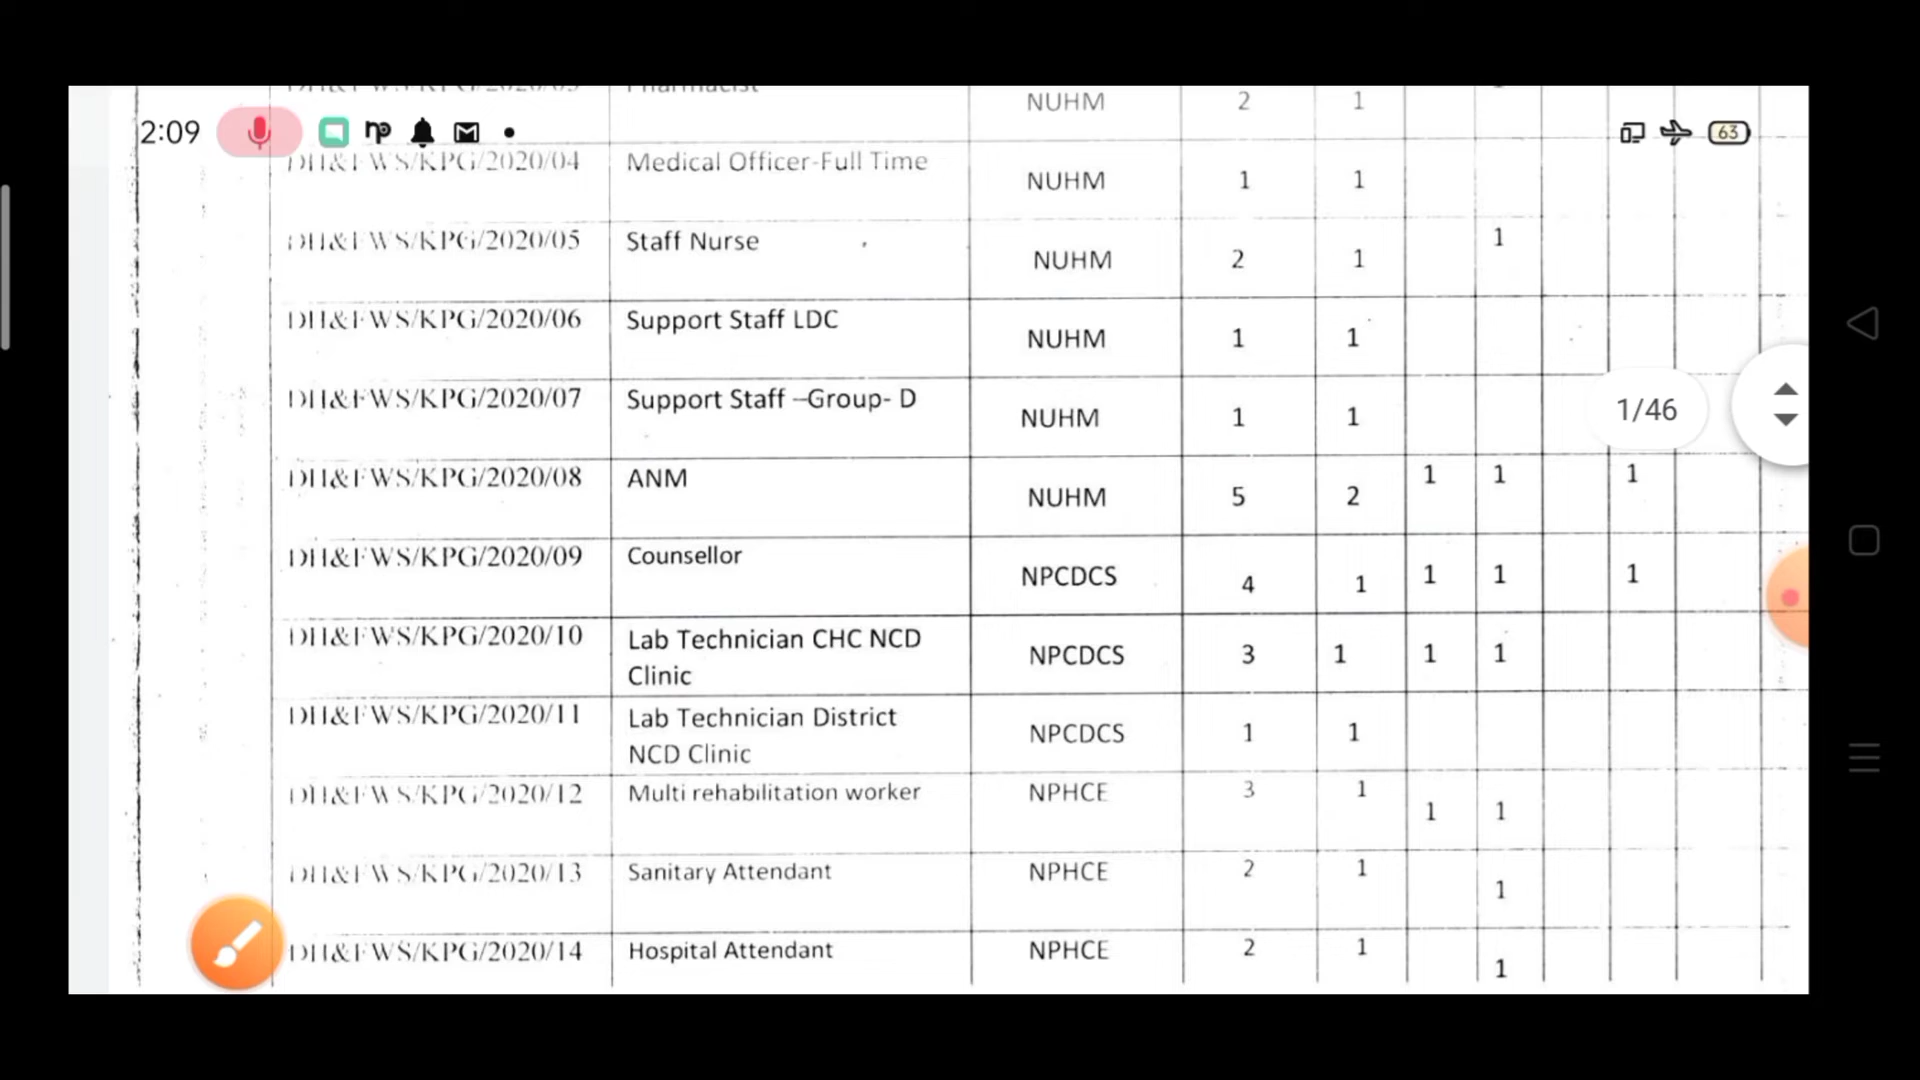 NUHM 2 1
2:09 63
DH&FWS/KPG/2020/04 Medical Officer-Full Time NUHM 1 1
DH&FWS/KPG/2020/05 Staff Nurse NUHM 2 1 1
DH&FWS/KPG/2020/06 Support Staff LDC NUHM 1 1
DH&FWS/KPG/2020/07 Support Staff –Group- D NUHM 1 1
1/46
DH&FWS/KPG/2020/08 ANM NUHM 5 2 1 1 1
DH&FWS/KPG/2020/09 Counsellor NPCDCS 4 1 1 1 1
DH&FWS/KPG/2020/10 Lab Technician CHC NCD NPCDCS 3 1 1 1
Clinic
DH&FWS/KPG/2020/11 Lab Technician District NPCDCS 1 1
NCD Clinic
DH&FWS/KPG/2020/12 Multi rehabilitation worker NPHCE 3 1 1 1
DH&FWS/KPG/2020/13 Sanitary Attendant NPHCE 2 1 1
DH&FWS/KPG/2020/14 Hospital Attendant NPHCE 2 1 1